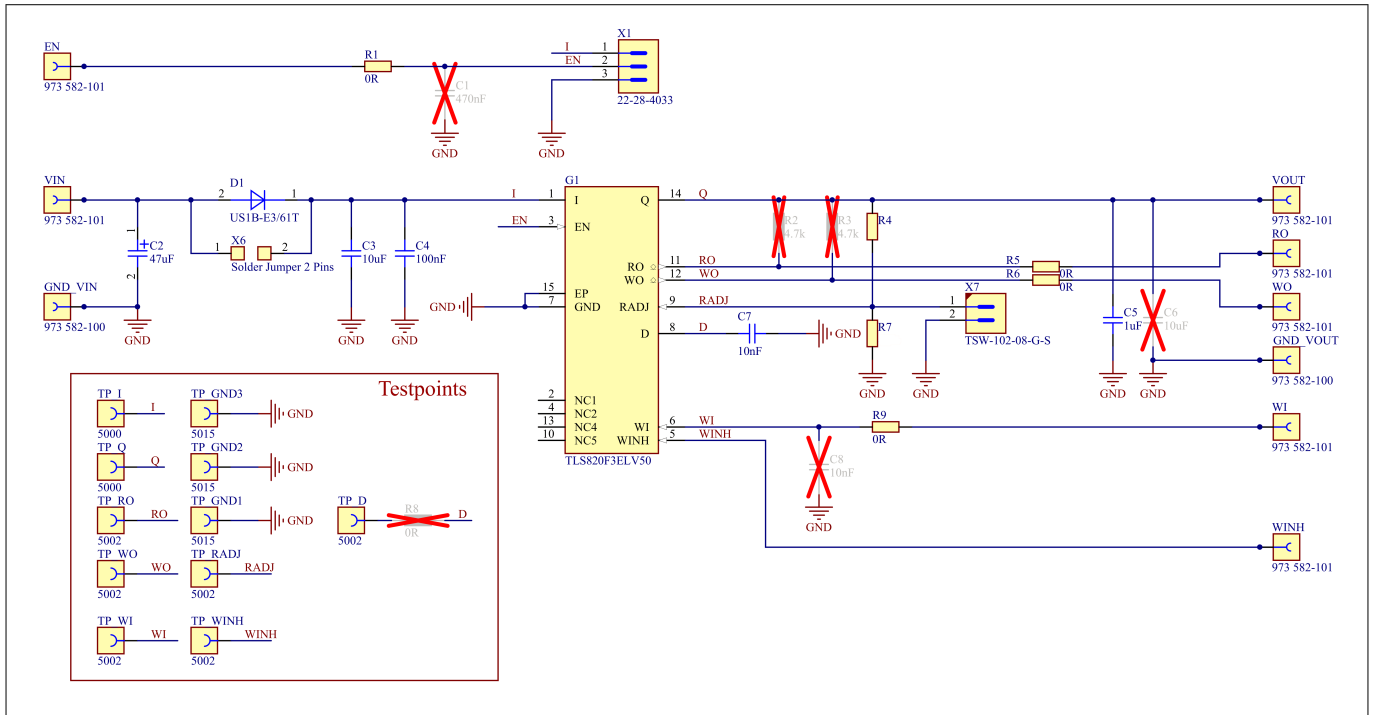 EN
973 582-101
R1
0R
C1
470nF
GND
I
EN
1
2
3
X1
22-28-4033
GND
VIN
973 582-101
GND_VIN
973 582-100
1
C2
47uF
2
GND
2
D1
1
US1B-E3/61T
1
X6
2
Solder Jumper 2 Pins
C3
10uF
GND
C4
100nF
GND
I
EN
GND
G1
1
I
3
EN
15
EP
7
GND
2
NC1
4
NC2
13
NC4
10
NC5
Q
14
Q
RO
11
RO
WO
12
WO
RADJ
9
RADJ
D
8
D
WI
6
WI
WINH
5
WINH
TLS820F3ELV50
C7
10nF
GND
R2
4.7k
R3
4.7k
R4
R7
GND
R5
0R
R6
0R
X7
1
2
TSW-102-08-G-S
GND
C5
1uF
GND
C6
10uF
GND
VOUT
973 582-101
RO
973 582-101
WO
973 582-101
GND_VOUT
973 582-100
R9
0R
C8
10nF
GND
WI
973 582-101
WINH
973 582-101
Testpoints
TP_I
I
5000
TP_GND3
GND
5015
TP_Q
Q
5000
TP_GND2
GND
5015
TP_RO
RO
5002
TP_GND1
GND
5015
TP_D
5002
R8
0R
D
TP_WO
WO
5002
TP_RADJ
RADJ
5002
TP_WI
WI
5002
TP_WINH
WINH
5002